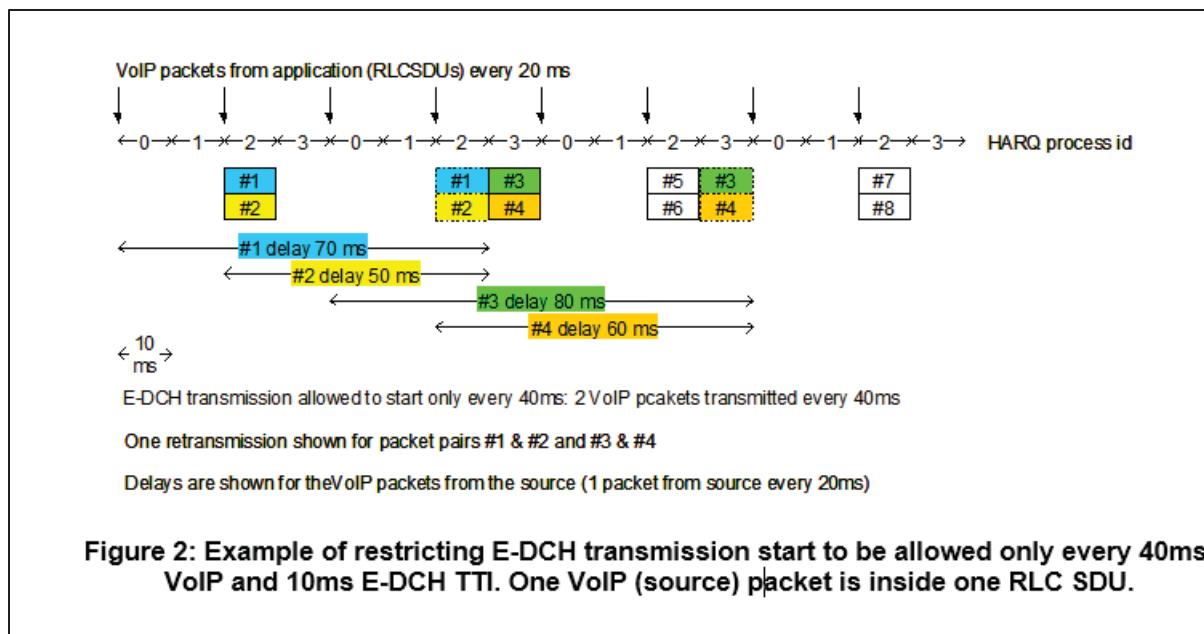 VoIP packets from application (RLCSDUs) every 20 ms
0 1 2 3 0 1 2 3 0 1 2 3 0 1 2 3 HARQ process id
#1 #1 #3 #5 #3 #7
#2 #2 #4 #6 #4 #8
#1 delay 70 ms
#2 delay 50 ms
#3 delay 80 ms
#4 delay 60 ms
10
ms
E-DCH transmission allowed to start only every 40ms: 2 VoIP pcakets transmitted every 40ms
One retransmission shown for packet pairs #1 & #2 and #3 & #4
Delays are shown for theVoIP packets from the source (1 packet from source every 20ms)
Figure 2: Example of restricting E-DCH transmission start to be allowed only every 40ms
VoIP and 10ms E-DCH TTI. One VoIP (source) packet is inside one RLC SDU.